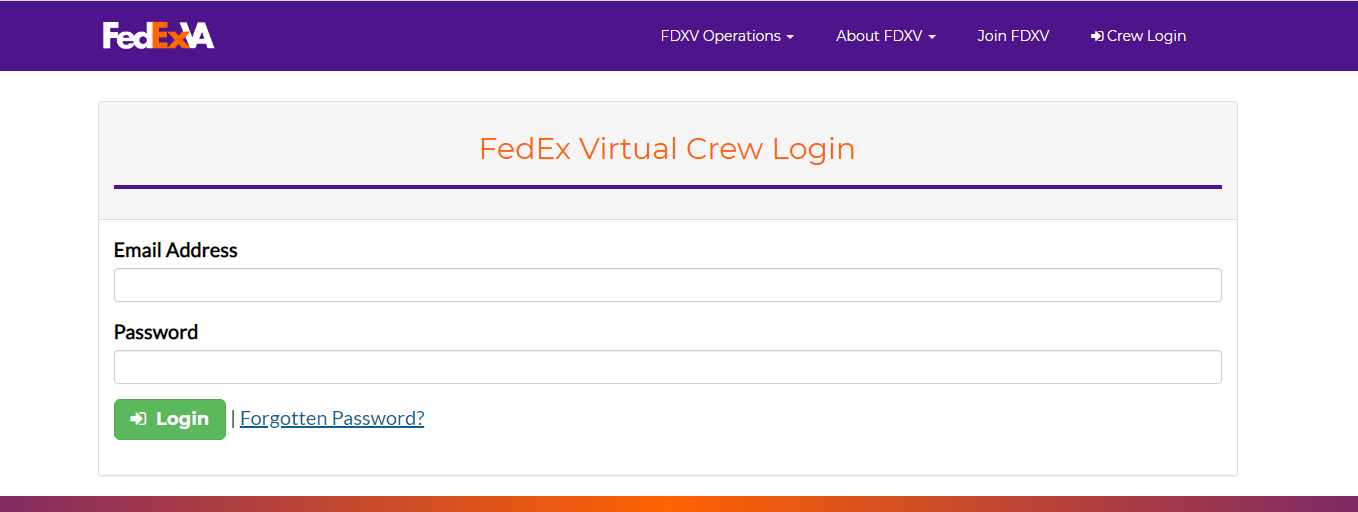 FedExVA
FDXV Operations About FDXV Join FDXV Crew Login
FedEx Virtual Crew Login
Email Address
Password
Login | Forgotten Password?